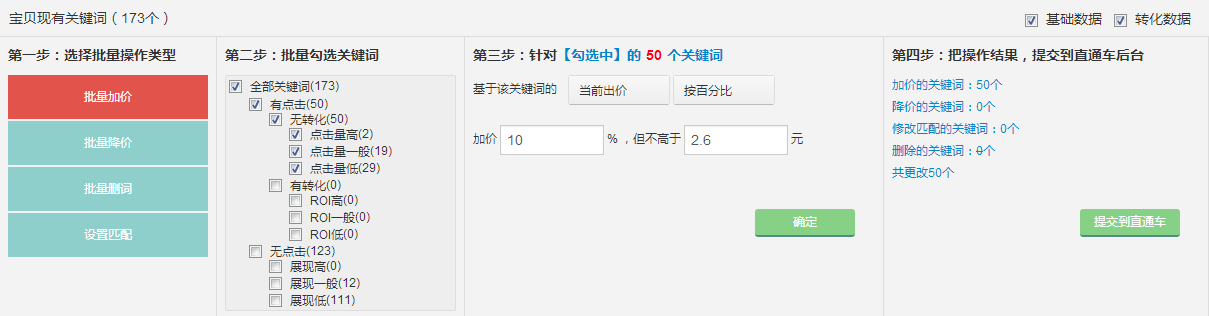 宝贝现有关键词（173个）
基础数据 转化数据
第一步：选择批量操作类型
批量加价
批量降价
批量删词
设置匹配
第二步：批量勾选关键词
全部关键词(173)
有点击(50)
无转化(50)
点击量高(2)
点击量一般(19)
点击量低(29)
有转化(0)
ROI高(0)
ROI一般(0)
ROI低(0)
无点击(123)
展现高(0)
展现一般(12)
展现低(111)
第三步：针对【勾选中】的 50 个关键词
基于该关键词的 当前出价 按百分比
加价 10 %，但不高于 2.6 元
确定
第四步：把操作结果，提交到直通车后台
加价的关键词：50个
降价的关键词：0个
修改匹配的关键词：0个
删除的关键词：0个
共更改50个
提交到直通车